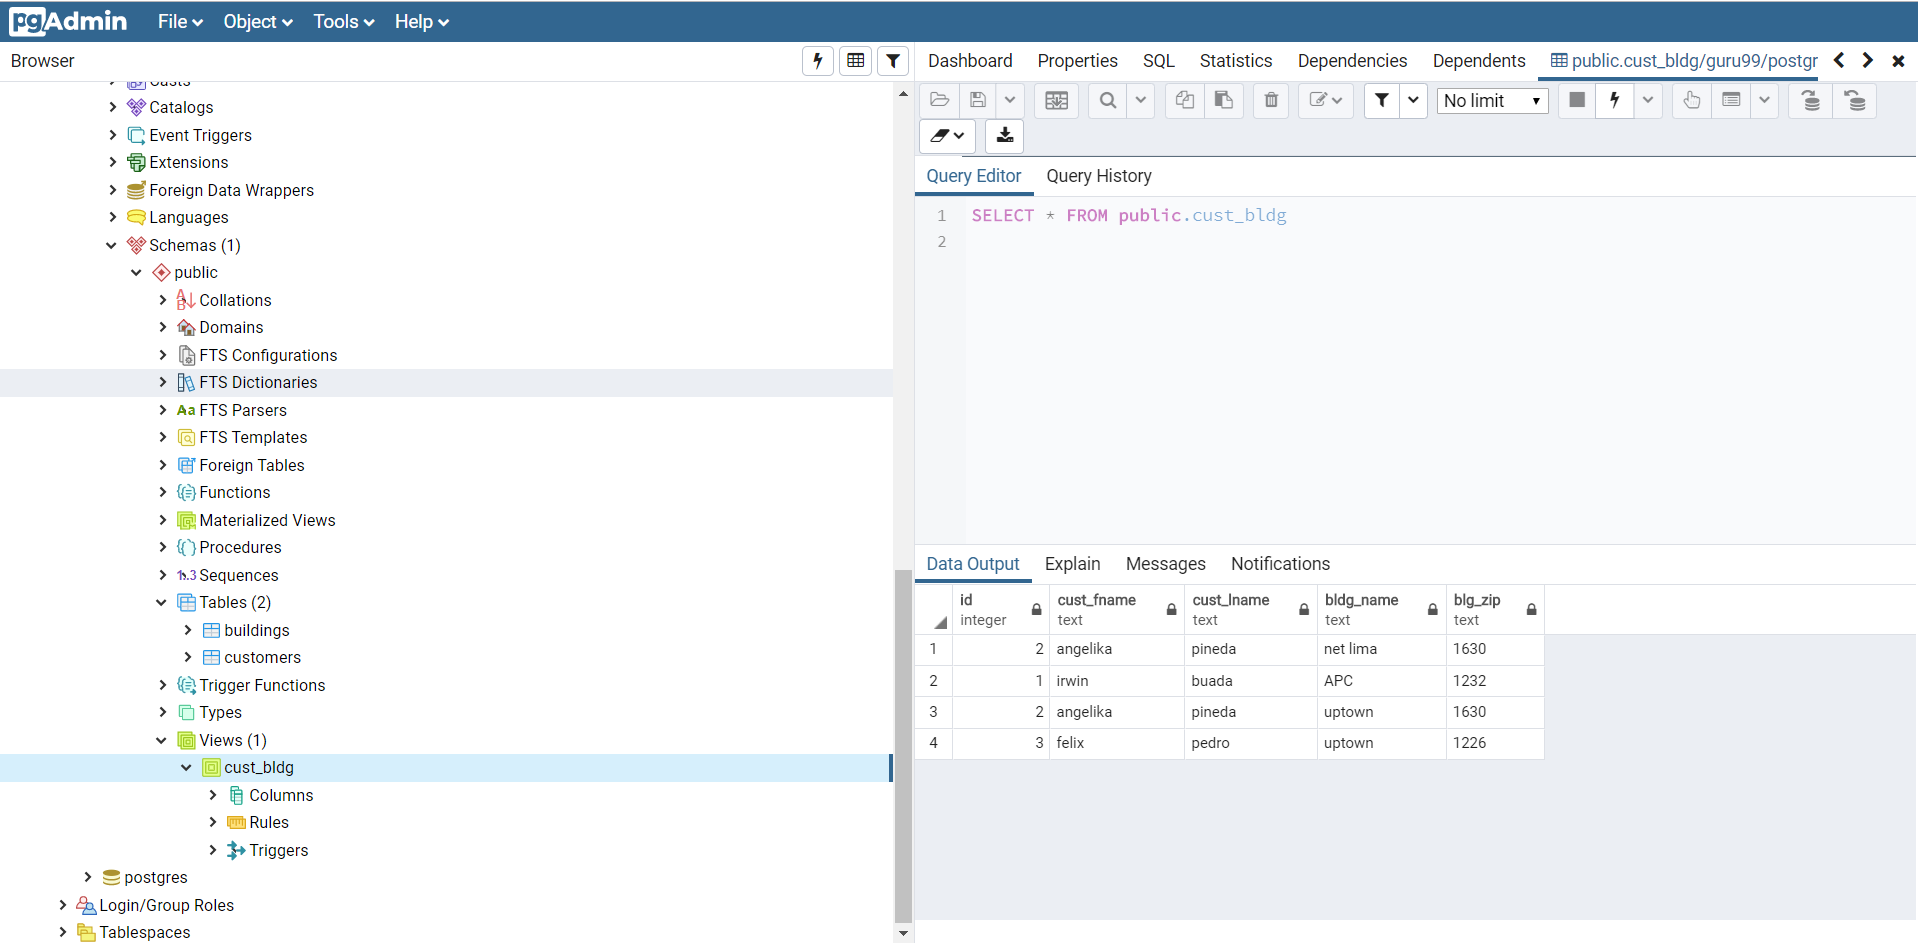 pgAdmin File Object Tools Help
Browser
Casts
Catalogs
Event Triggers
Extensions
Foreign Data Wrappers
Languages
Schemas (1)
public
Collations
Domains
FTS Configurations
FTS Dictionaries
Aa FTS Parsers
FTS Templates
Foreign Tables
Functions
Materialized Views
Procedures
1..3 Sequences
Tables (2)
buildings
customers
Trigger Functions
Types
Views (1)
cust_bldg
Columns
Rules
Triggers
postgres
Login/Group Roles
Tablespaces
Dashboard Properties SQL Statistics Dependencies Dependents public.cust_bldg/guru99/postgr
No limit
Query Editor Query History
1 SELECT * FROM public.cust_bldg
2
Data Output Explain Messages Notifications
id cust_fname cust_lname bldg_name blg_zip
integer text text text text
1 2 angelika pineda net lima 1630
2 1 irwin buada APC 1232
3 2 angelika pineda uptown 1630
4 3 felix pedro uptown 1226